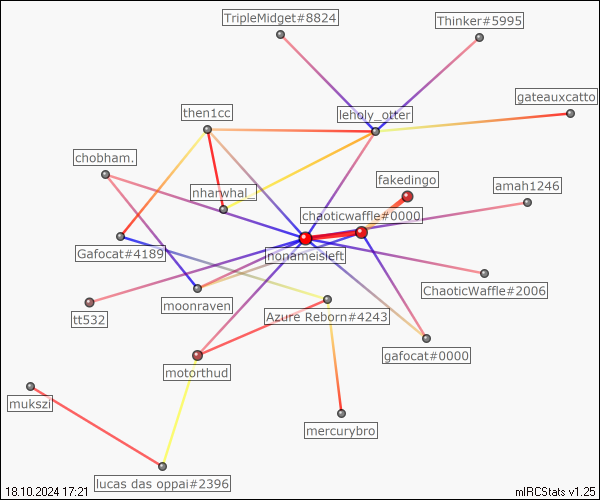 TripleMidget#8824
Thinker#5995
gateauxcatto
then1cc
leholy_otter
chobham.
fakedingo
amah1246
nharwhal_
chaoticwaffle#0000
Gafocat#4189
nonameisleft
ChaoticWaffle#2006
moonraven
tt532
Azure Reborn#4243
gafocat#0000
motorthud
mukszi
mercurybro
lucas das oppai#2396
18.10.2024 17:21
mIRCStats v1.25